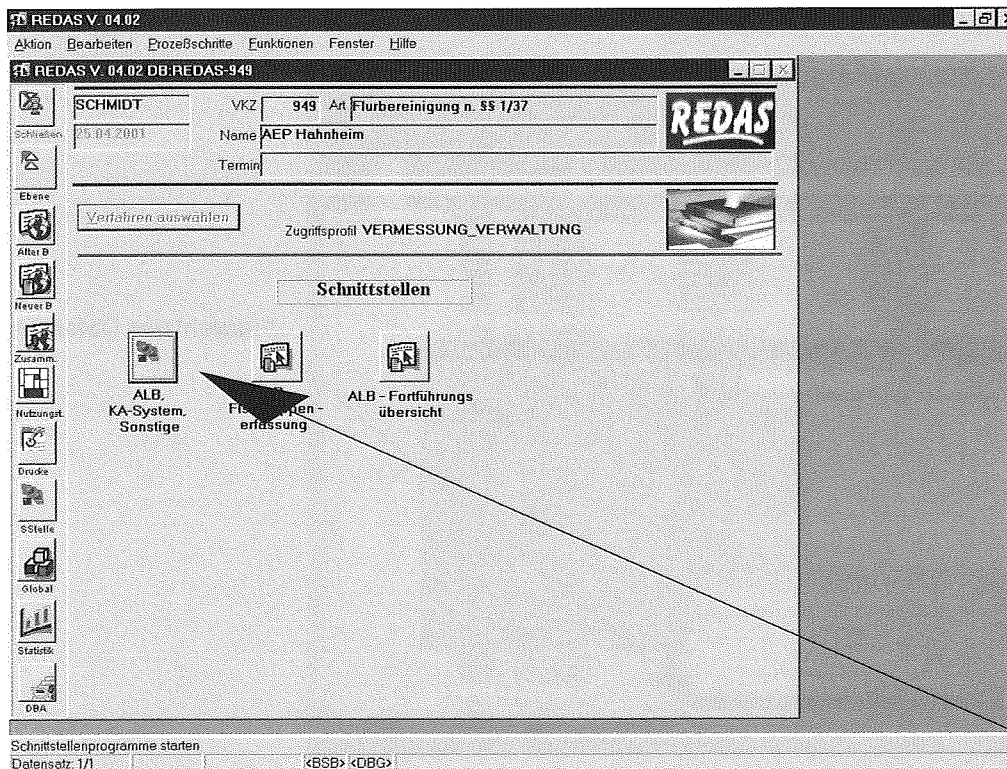 REDAS V. 04.02
Aktion Bearbeiten Prozeßschritte Funktionen Fenster Hilfe
REDAS V. 04.02 DB:REDAS-949
SCHMIDT VKZ 949 Art Flurbereinigung n. §§ 1/37
25.04.2001 Name AEP Hahnheim
Termin
REDAS
Verfahren auswählen
Zugriffsprofil VERMESSUNG_VERWALTUNG
Schnittstellen
ALB,
KA-System,
Sonstige
erfassung
ALB - Fortführungs
übersicht
Schließen
Ebene
Alter B
Neuer B
Zusamm.
Nutzungst.
Drucke
SStelle
Global
Statistik
DBA
Schnittstellenprogramme starten
Datensatz: 1/1 <BSB> <DBG>